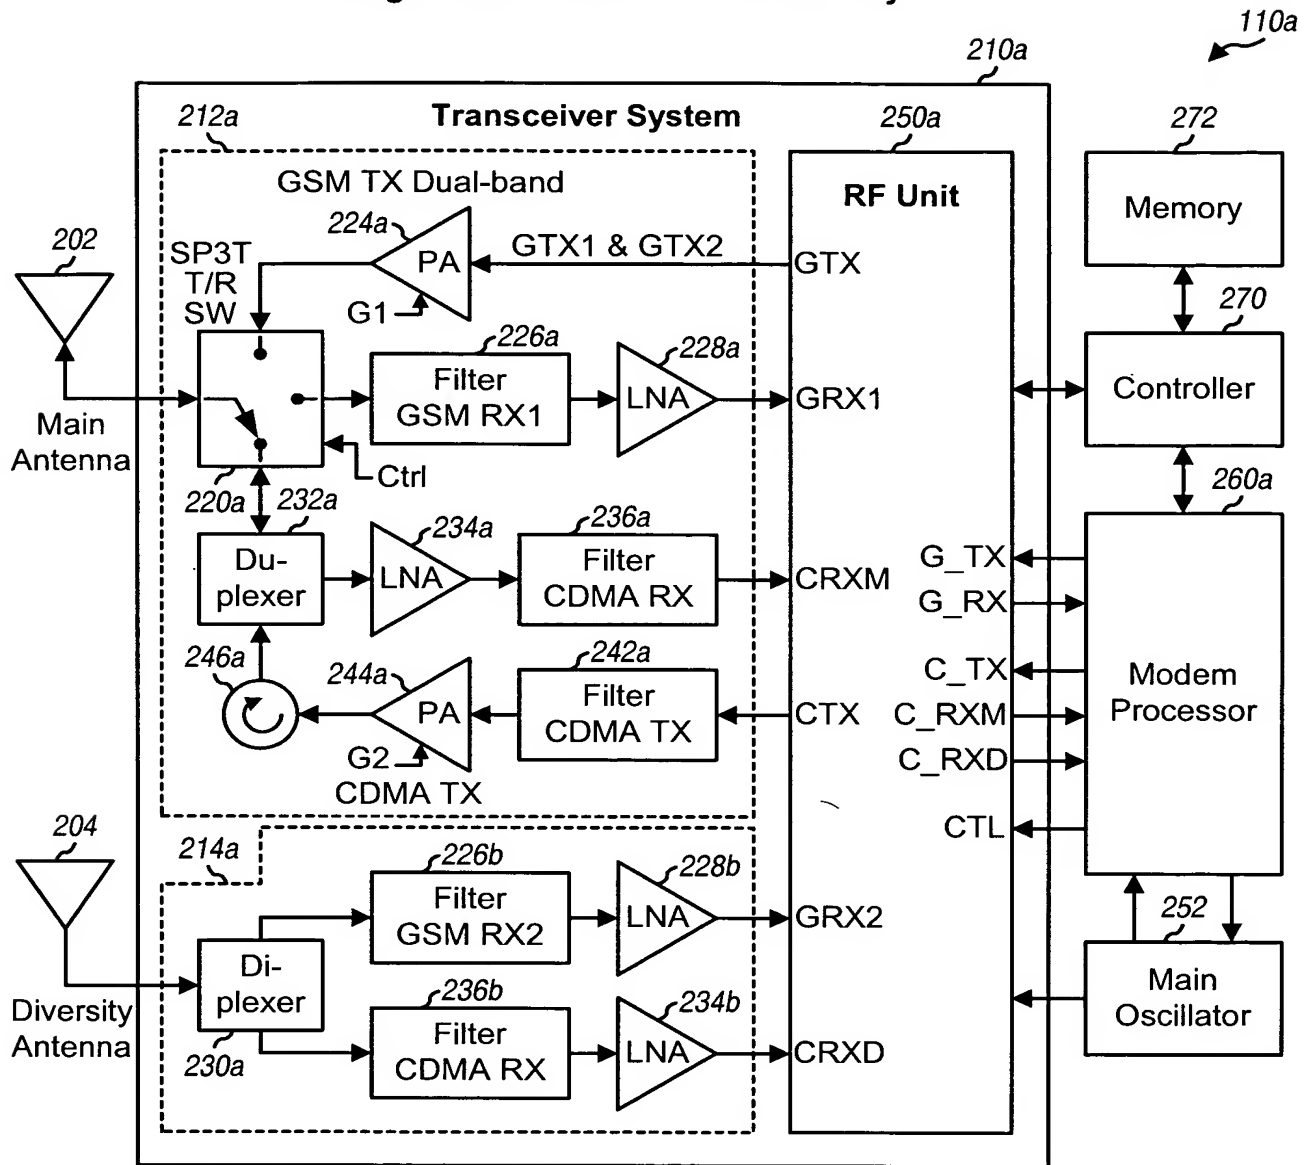 110a
210a
Transceiver System
212a
250a
272
GSM TX Dual-band
RF Unit
Memory
224a
PA
GTX1 & GTX2
GTX
G1
202
SP3T
T/R
SW
Main
Antenna
226a
Filter
GSM RX1
228a
LNA
GRX1
270
Controller
Ctrl
220a
232a
Du-
plexer
234a
LNA
236a
Filter
CDMA RX
CRXM
260a
Modem
Processor
G_TX
G_RX
C_TX
C_RXM
C_RXD
CTL
246a
244a
PA
G2
CDMA TX
242a
Filter
CDMA TX
CTX
204
Diversity
Antenna
214a
226b
Filter
GSM RX2
228b
LNA
GRX2
252
Main
Oscillator
Di-
plexer
230a
236b
Filter
CDMA RX
234b
LNA
CRXD